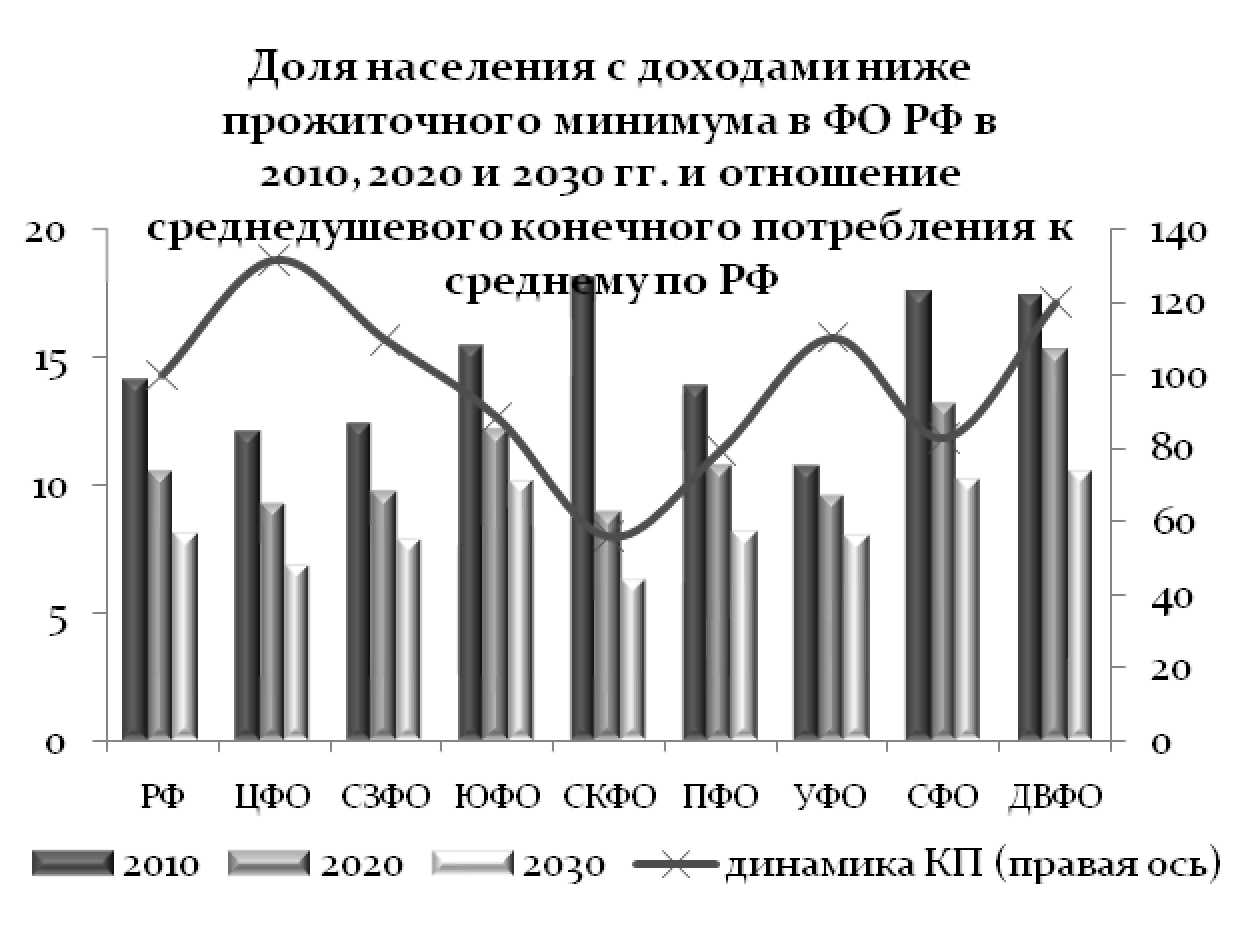 Доля населения с доходами ниже
прожиточного минимума в ФО РФ в
2010, 2020 и 2030 гг. и отношение
среднедушевого конечного потребления к
среднему по РФ
20
15
10
5
0
140
120
100
80
60
40
20
0
РФ ЦФО СЗФО ЮФО СКФО ПФО УФО СФО ДВФО
2010 2020 2030 динамика КП (правая ось)